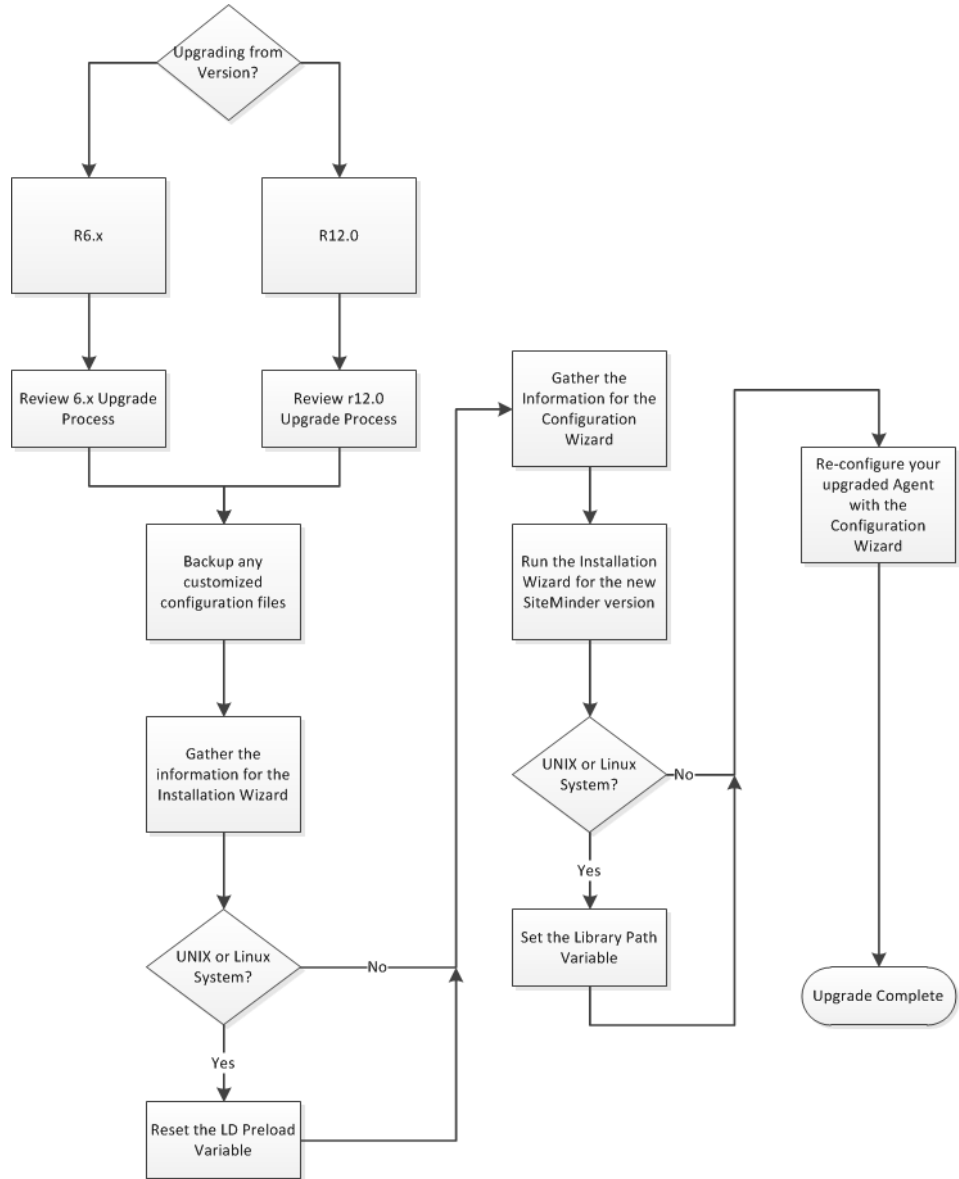 Upgrading from
Version?
R6.x
R12.0
Review 6.x Upgrade
Process
Review r12.0
Upgrade Process
Backup any
customized
configuration files
Gather the
information for the
Installation Wizard
UNIX or Linux
System?
No
Yes
Reset the LD Preload
Variable
Gather the
Information for the
Configuration
Wizard
Run the Installation
Wizard for the new
SiteMinder version
UNIX or Linux
System?
No
Yes
Set the Library Path
Variable
Re-configure your
upgraded Agent
with the
Configuration
Wizard
Upgrade Complete